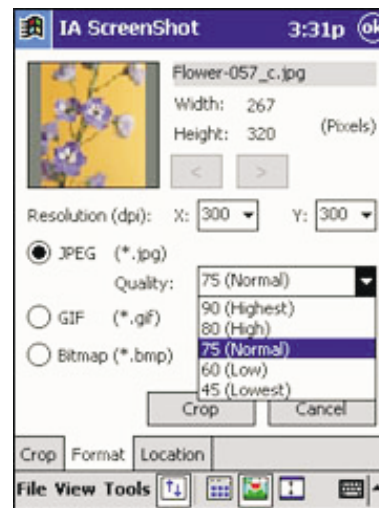 IA ScreenShot 3:31p ok
Flower-057_c.jpg
Width: 267
Height: 320 (Pixels)
< >
Resolution (dpi): X: 300 Y: 300
JPEG (*.jpg)
Quality: 75 (Normal)
90 (Highest)
GIF (*.gif) 80 (High)
75 (Normal)
Bitmap (*.bmp) 60 (Low)
45 (Lowest)
Crop Cancel
Crop Format Location
File View Tools